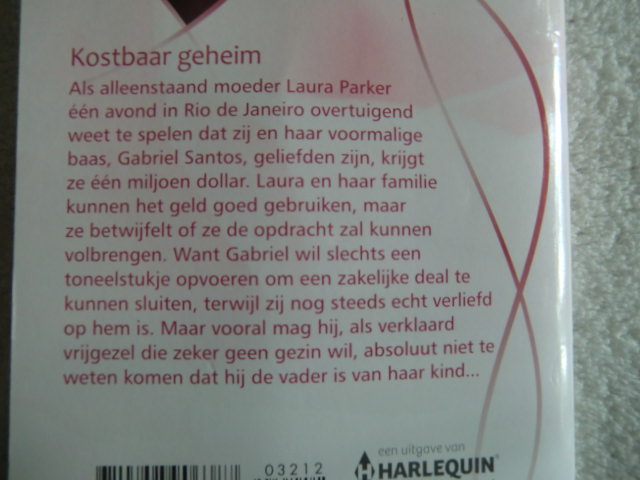 Kostbaar geheim
Als alleenstaand moeder Laura Parker
één avond in Rio de Janeiro overtuigend
weet te spelen dat zij en haar voormalige
baas, Gabriel Santos, geliefden zijn, krijgt
ze één miljoen dollar. Laura en haar familie
kunnen het geld goed gebruiken, maar
ze betwijfelt of ze de opdracht zal kunnen
volbrengen. Want Gabriel wil slechts een
toneelstukje opvoeren om een zakelijke deal te
kunnen sluiten, terwijl zij nog steeds echt verliefd
op hem is. Maar vooral mag hij, als verklaard
vrijgezel die zeker geen gezin wil, absoluut niet te
weten komen dat hij de vader is van haar kind...
een uitgave van
03212
HARLEQUIN®